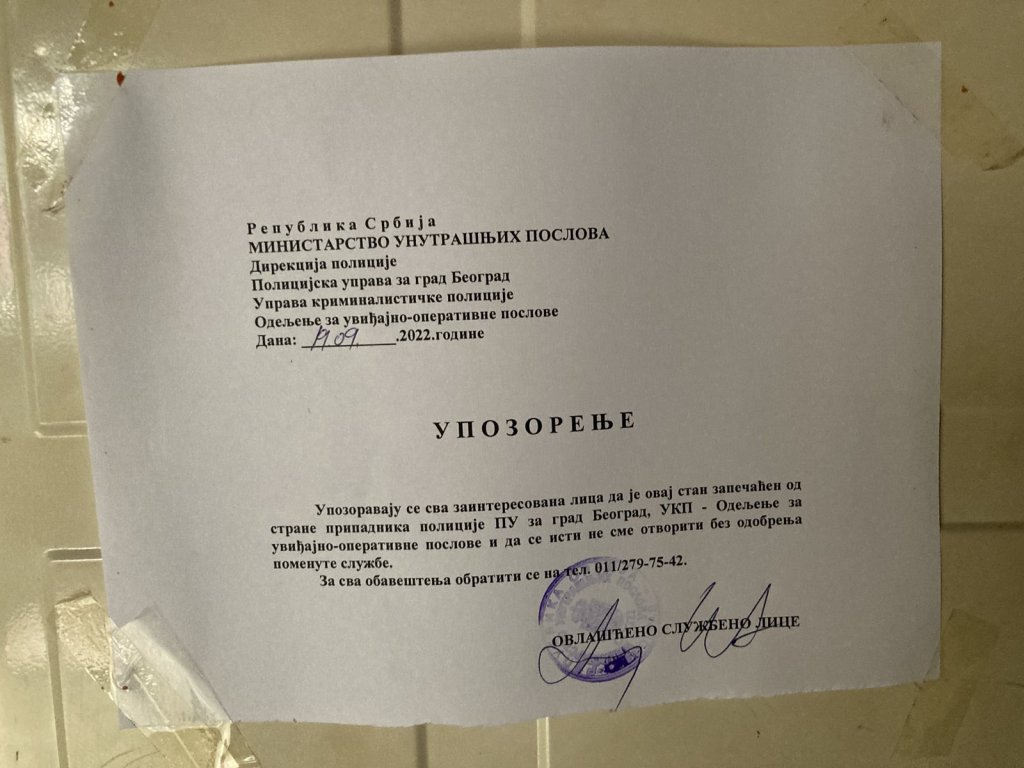 Р е п у б л и к а  С р б и ј а
МИНИСТАРСТВО УНУТРАШЊИХ ПОСЛОВА
Дирекција полиције
Полицијска управа за град Београд
Управа криминалистичке полиције
Одељење за увиђајно-оперативне послове
Дана: 19.09. .2022.године
У П О З О Р Е Њ Е
Упозоравају се сва заинтересована лица да је овај стан запечаћен од
стране припадника полиције ПУ за град Београд, УКП - Одељење за
увиђајно-оперативне послове и да се исти не сме отворити без одобрења
поменуте службе.
За сва обавештења обратити се на тел. 011/279-75-42.
ОВЛАШЋЕНО СЛУЖБЕНО ЛИЦЕ